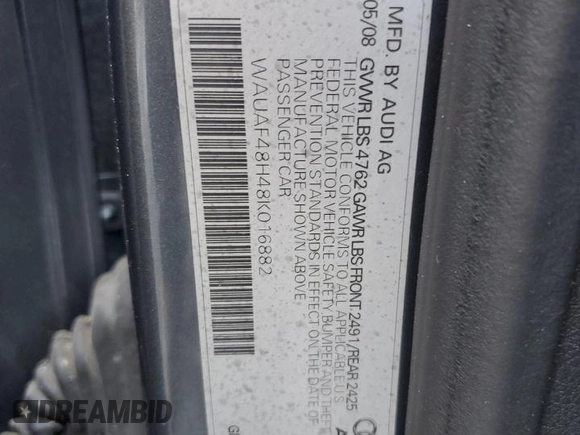 MFD. BY AUDI AG
05/08 GVWR LBS 4762 GAWR LBS FRONT 2491/REAR 2425
THIS VEHICLE CONFORMS TO ALL APPLICABLE U.S
FEDERAL MOTOR VEHICLE SAFETY, BUMPER AND THEFT
PREVENTION STANDARDS IN EFFECT ON THE DATE OF
MANUFACTURE SHOWN ABOVE
PASSENGER CAR
WAUAF48H48K016882
DREAMBID